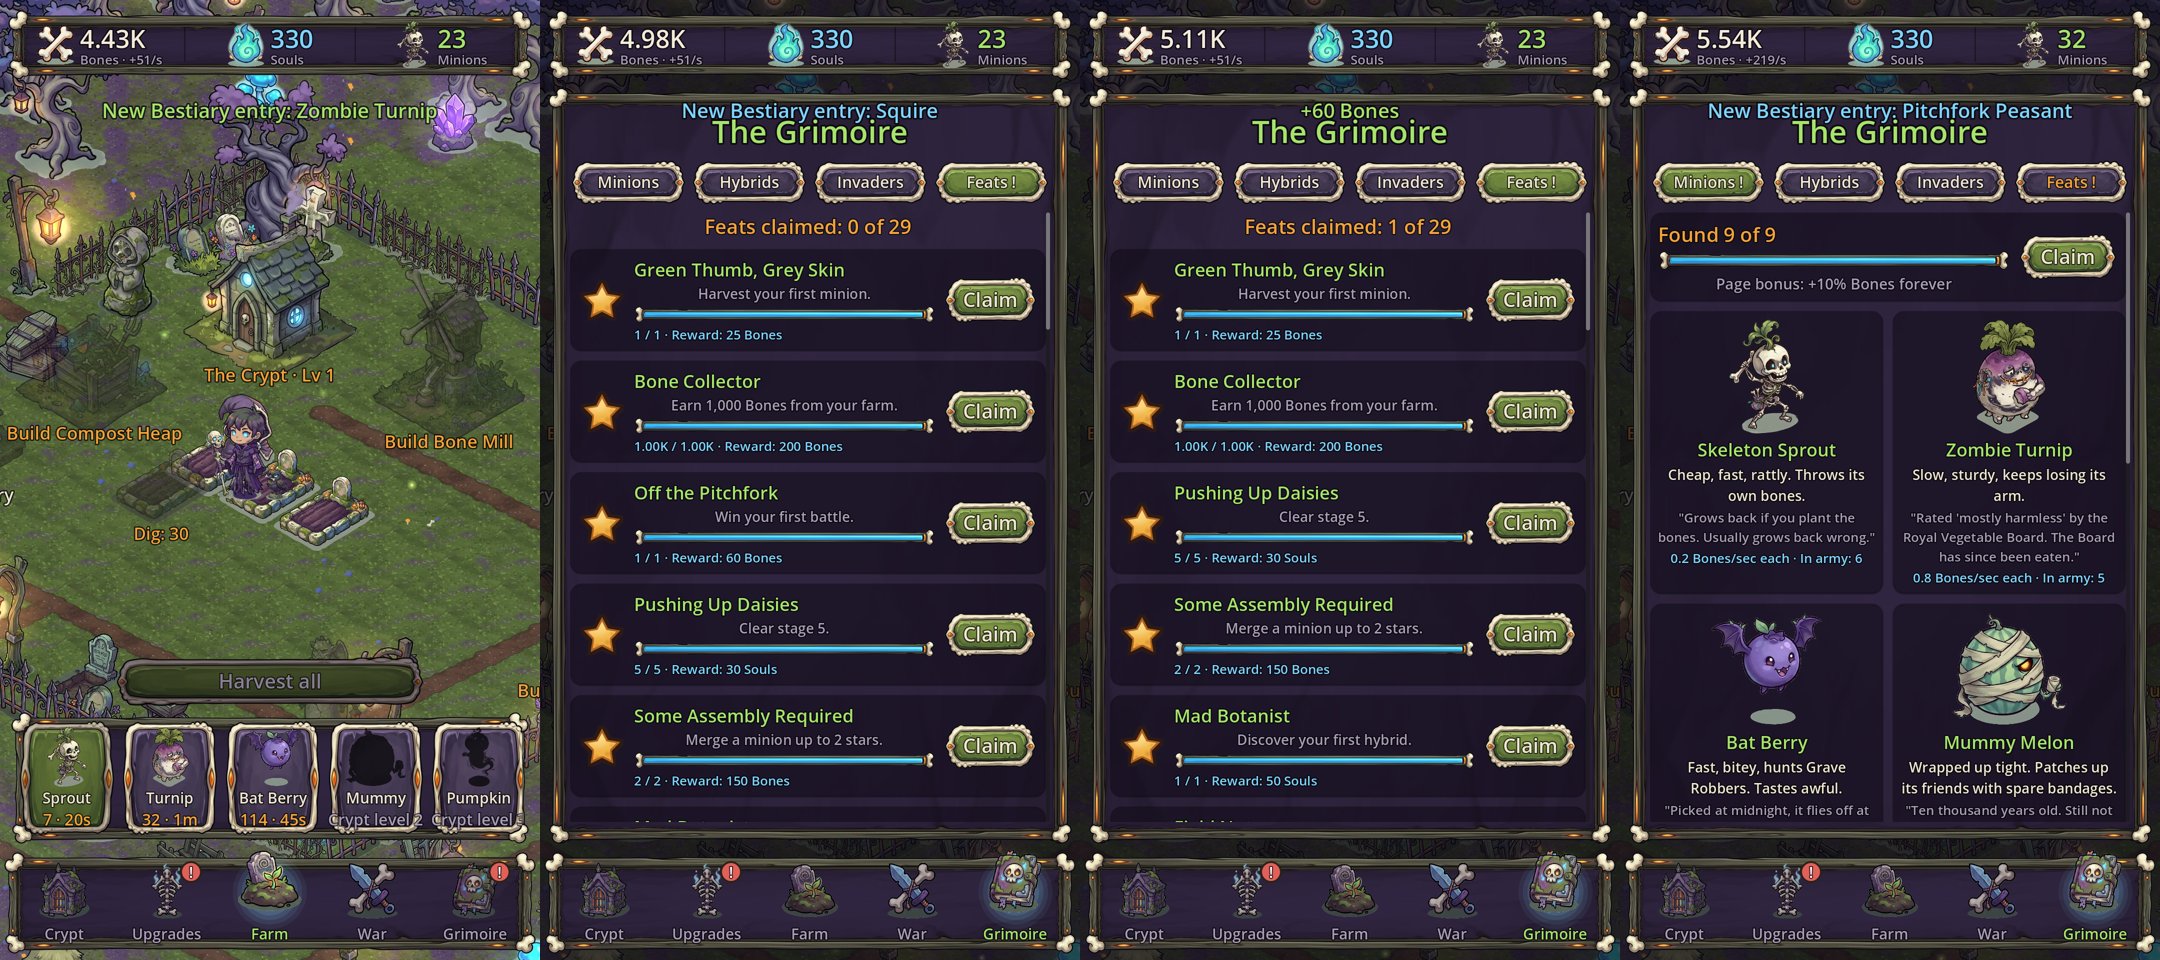 4.43K
Bones · +51/s
330
Souls
23
Minions
New Bestiary entry: Zombie Turnip
The Crypt · Lv 1
Build Compost Heap
Build Bone Mill
ry
Dig: 30
Harvest all
Bu
Sprout
7 · 20s
Turnip
32 · 1m
Bat Berry
114 · 45s
Mummy
Crypt level 2
Pumpkin
Crypt level
Crypt
Upgrades
Farm
War
Grimoire
4.98K
Bones · +51/s
330
Souls
23
Minions
New Bestiary entry: Squire
The Grimoire
Minions
Hybrids
Invaders
Feats !
Feats claimed: 0 of 29
Green Thumb, Grey Skin
Harvest your first minion.
1 / 1 · Reward: 25 Bones
Claim
Bone Collector
Earn 1,000 Bones from your farm.
1.00K / 1.00K · Reward: 200 Bones
Claim
Off the Pitchfork
Win your first battle.
1 / 1 · Reward: 60 Bones
Claim
Pushing Up Daisies
Clear stage 5.
5 / 5 · Reward: 30 Souls
Claim
Some Assembly Required
Merge a minion up to 2 stars.
2 / 2 · Reward: 150 Bones
Claim
Crypt
Upgrades
Farm
War
Grimoire
5.11K
Bones · +51/s
330
Souls
23
Minions
+60 Bones
The Grimoire
Minions
Hybrids
Invaders
Feats !
Feats claimed: 1 of 29
Green Thumb, Grey Skin
Harvest your first minion.
1 / 1 · Reward: 25 Bones
Claim
Bone Collector
Earn 1,000 Bones from your farm.
1.00K / 1.00K · Reward: 200 Bones
Claim
Pushing Up Daisies
Clear stage 5.
5 / 5 · Reward: 30 Souls
Claim
Some Assembly Required
Merge a minion up to 2 stars.
2 / 2 · Reward: 150 Bones
Claim
Mad Botanist
Discover your first hybrid.
1 / 1 · Reward: 50 Souls
Claim
Crypt
Upgrades
Farm
War
Grimoire
5.54K
Bones · +219/s
330
Souls
32
Minions
New Bestiary entry: Pitchfork Peasant
The Grimoire
Minions !
Hybrids
Invaders
Feats !
Found 9 of 9
Page bonus: +10% Bones forever
Claim
Skeleton Sprout
Cheap, fast, rattly. Throws its
own bones.
"Grows back if you plant the
bones. Usually grows back wrong."
0.2 Bones/sec each · In army: 6
Zombie Turnip
Slow, sturdy, keeps losing its
arm.
"Rated 'mostly harmless' by the
Royal Vegetable Board. The Board
has since been eaten."
0.8 Bones/sec each · In army: 5
Bat Berry
Fast, bitey, hunts Grave
Robbers. Tastes awful.
"Picked at midnight, it flies off at
Mummy Melon
Wrapped up tight. Patches up
its friends with spare bandages.
"Ten thousand years old. Still not
Crypt
Upgrades
Farm
War
Grimoire